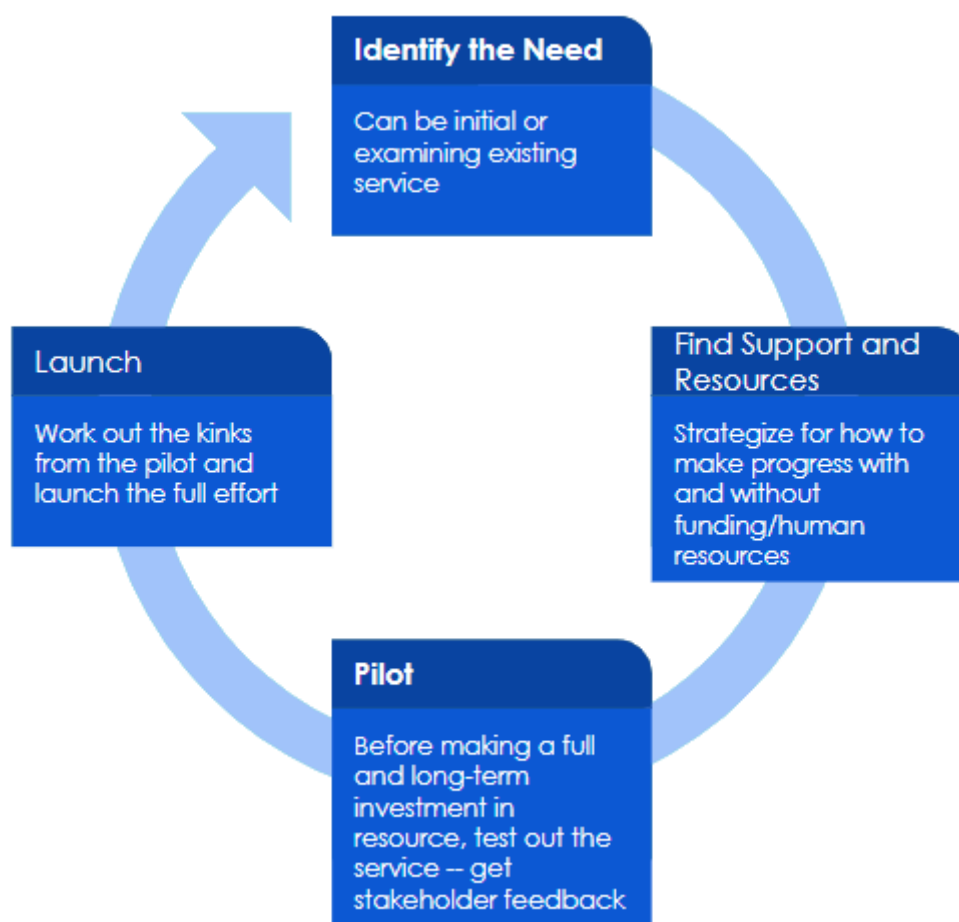 Identify the Need
Can be initial or
examining existing
service
Find Support and
Resources
Strategize for how to
make progress with
and without
funding/human
resources
Pilot
Before making a full
and long-term
investment in
resource, test out the
service -- get
stakeholder feedback
Launch
Work out the kinks
from the pilot and
launch the full effort